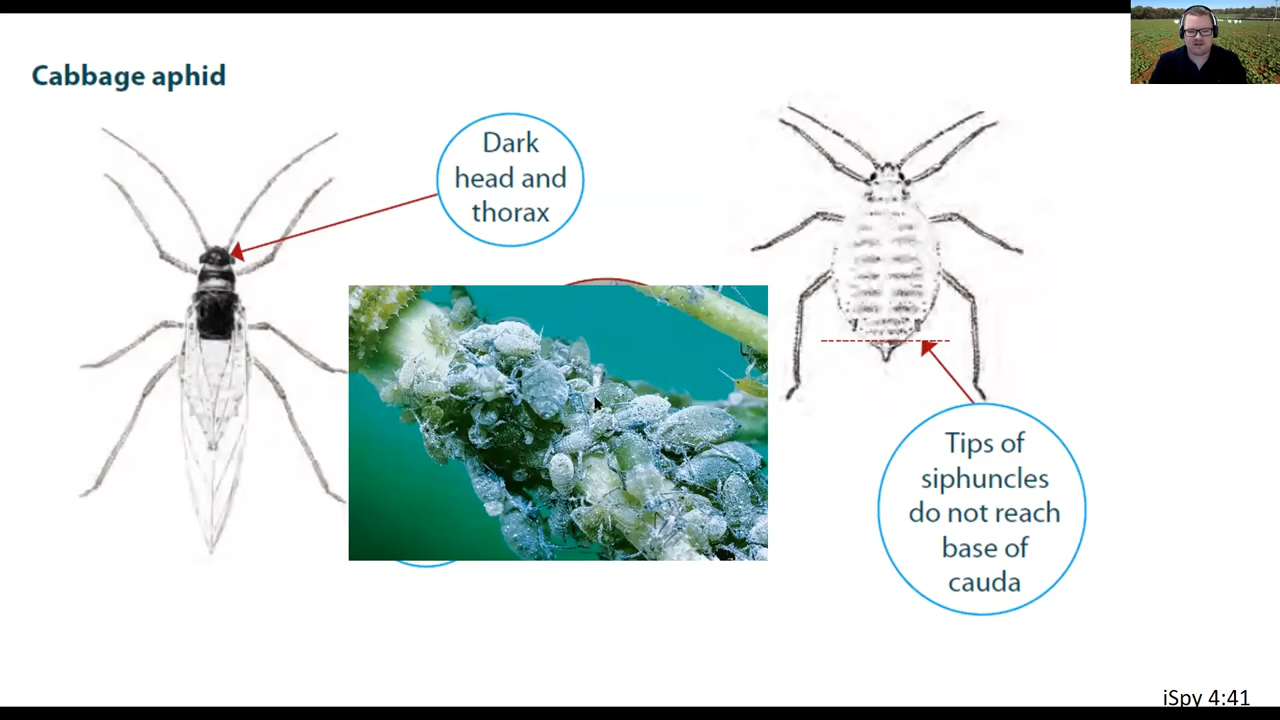 Cabbage aphid
Dark
head and
thorax
Tips of
siphuncles
do not reach
base of
cauda
iSpy 4:41